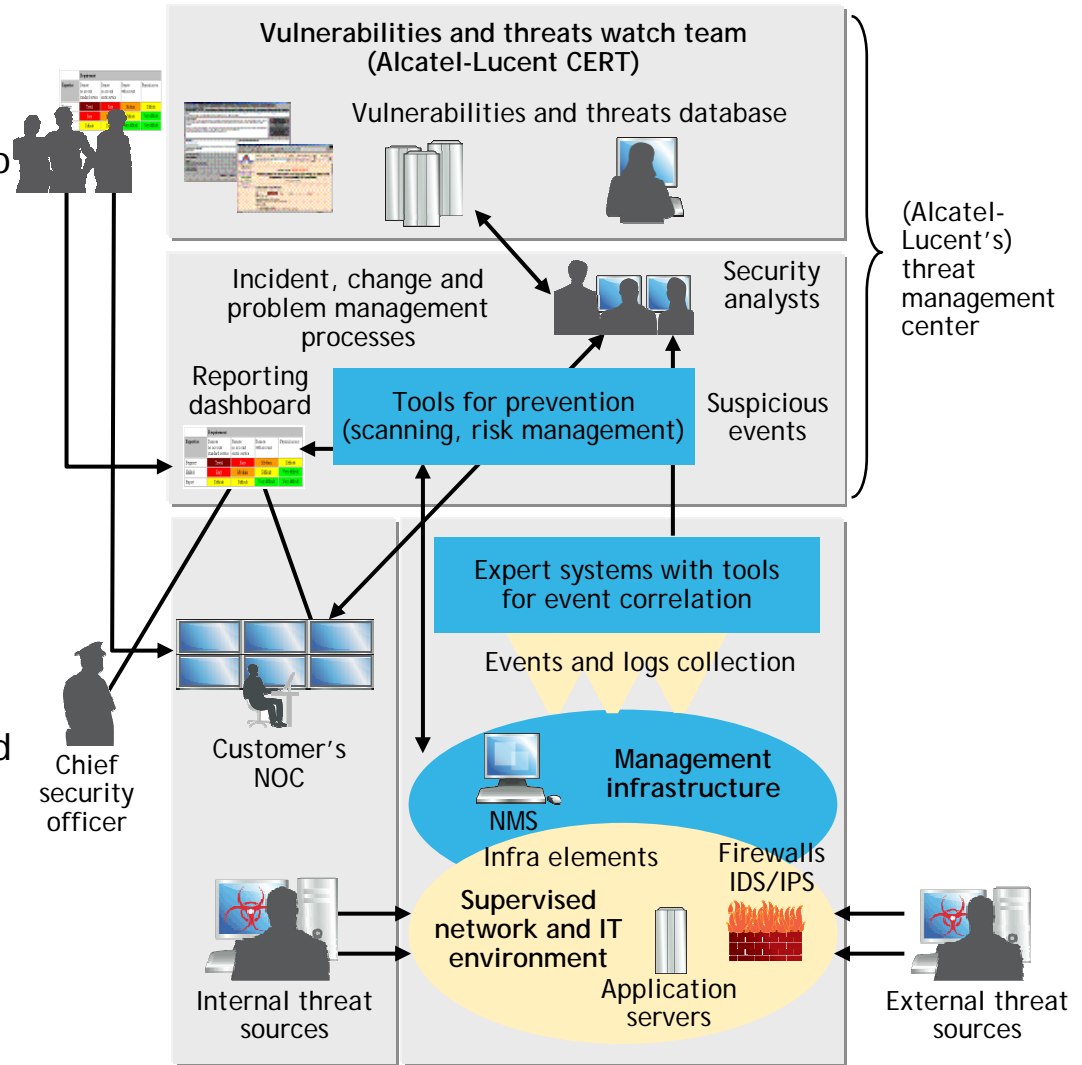 Vulnerabilities and threats watch team
(Alcatel-Lucent CERT)
Vulnerabilities and threats database
(Alcatel-
Lucent's)
threat
management
center
Incident, change and
problem management
processes
Security
analysts
Reporting
dashboard
Tools for prevention
(scanning, risk management)
Suspicious
events
Expert systems with tools
for event correlation
Events and logs collection
Chief
security
officer
Customer's
NOC
Management
infrastructure
NMS
Infra elements
Firewalls
IDS/IPS
Supervised
network and IT
environment
Application
servers
Internal threat
sources
External threat
sources